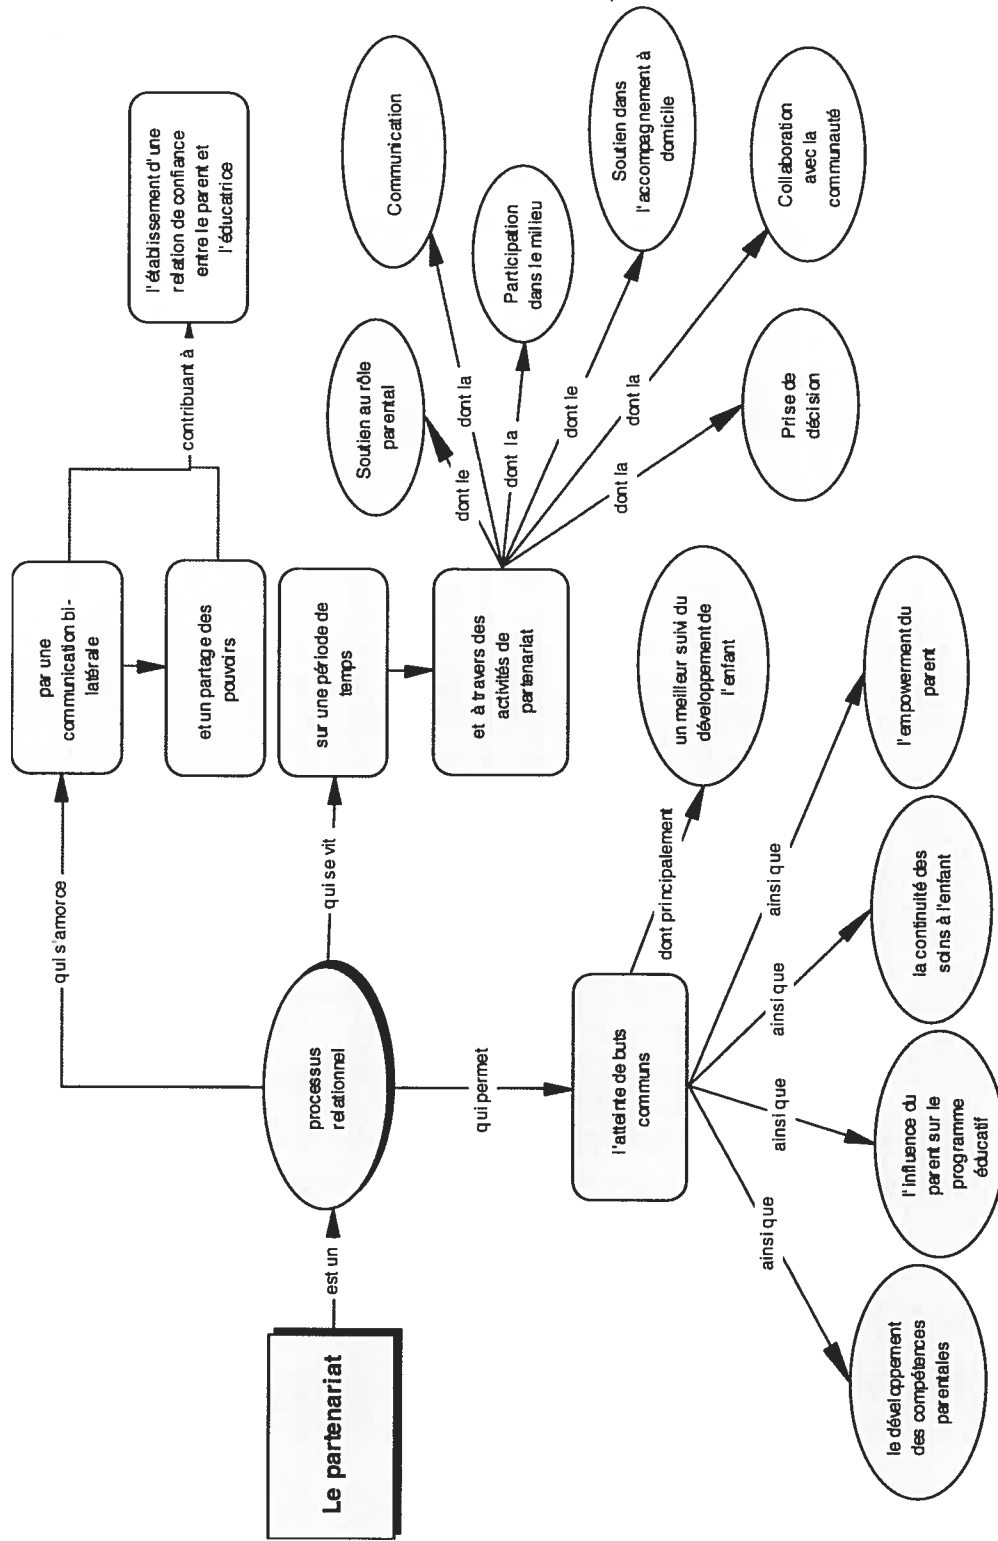 Le partenariat
est un
processus
relationnel
qui s'amorce
par une
communication bi-
latérale
et un partage des
pouvoirs
contribuant à
l'établissement d'une
relation de confiance
entre le parent et
l'éducatrice
qui se vit
sur une période de
temps
et à travers des
activités de
partenariat
dont le
Soutien au rôle
parental
dont la
Communication
dont la
Participation
dans le milieu
dont le
Soutien dans
l'accompagnement à
domicile
dont la
Collaboration
avec la
communauté
dont la
Prise de
décision
qui permet
l'atteinte de buts
communs
dont principalement
un meilleur suivi du
développement de
l'enfant
ainsi que
l'empowerment du
parent
ainsi que
la continuité des
soins à l'enfant
ainsi que
l'influence du
parent sur le
programme
éducatif
ainsi que
le développement
des compétences
parentales